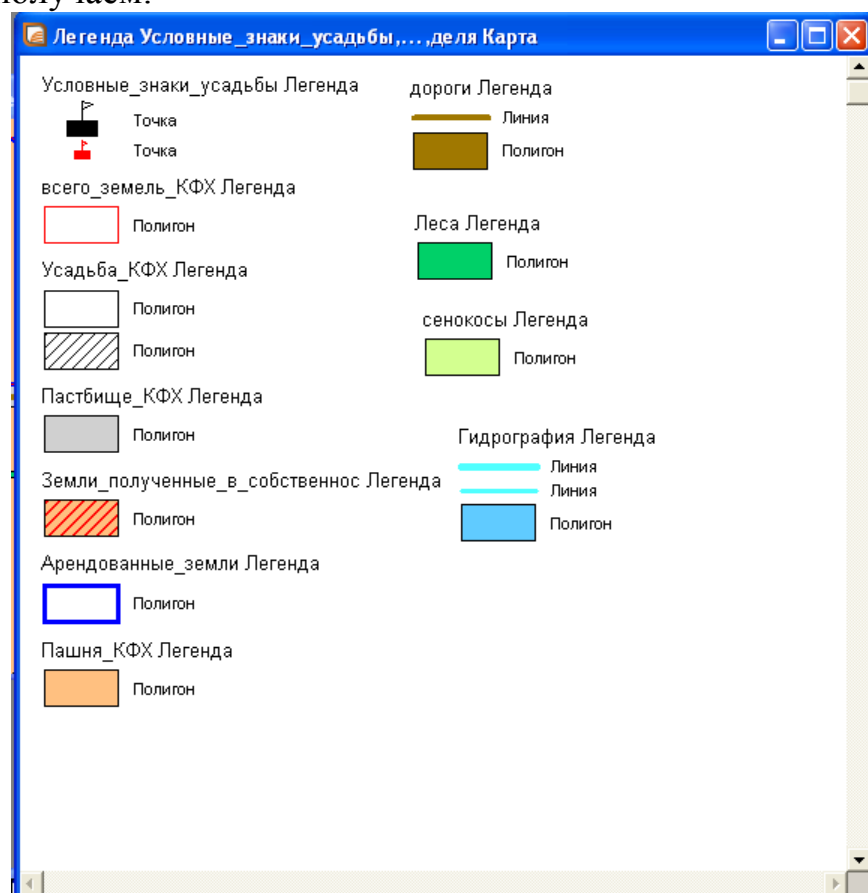 получаем:
Легенда Условные_знаки_усадьбы,...,деля Карта
Условные_знаки_усадьбы Легенда
Точка
Точка
всего_земель_КФХ Легенда
Полигон
Усадьба_КФХ Легенда
Полигон
Полигон
Пастбище_КФХ Легенда
Полигон
Земли_полученные_в_собственнос Легенда
Полигон
Арендованные_земли Легенда
Полигон
Пашня_КФХ Легенда
Полигон
дороги Легенда
Линия
Полигон
Леса Легенда
Полигон
сенокосы Легенда
Полигон
Гидрография Легенда
Линия
Линия
Полигон